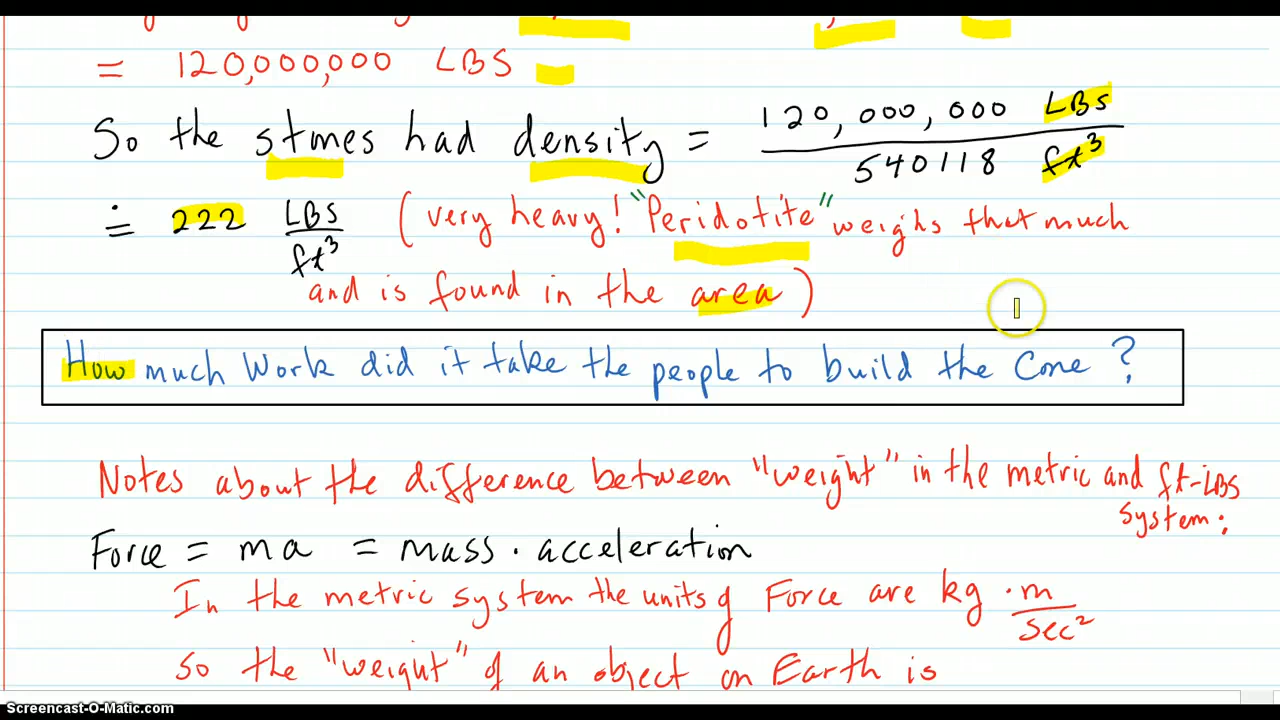 = 120,000,000 LBS
So the stones had density = 120,000,000 LBs
540118 ft³
≐ 222 LBS
ft³
(very heavy! "Peridotite" weighs that much
and is found in the area)
How much Work did it take the people to build the Cone?
Notes about the difference between "weight" in the metric and ft-LBS
system:
Force = ma = mass · acceleration
In the metric system the units of Force are kg · m
sec²
so the "weight" of an object on Earth is
Screencast-O-Matic.com